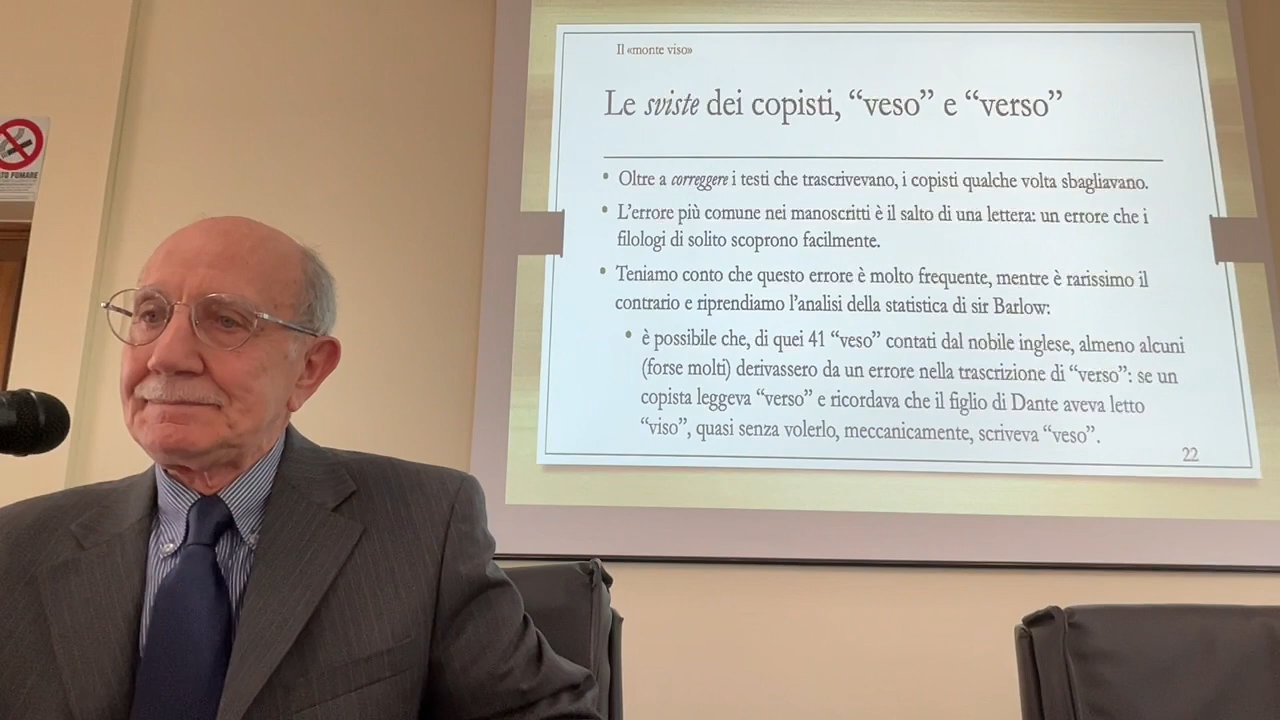 Il «monte viso»
Le sviste dei copisti, “veso” e “verso”
• Oltre a correggere i testi che trascrivevano, i copisti qualche volta sbagliavano.
• L’errore più comune nei manoscritti è il salto di una lettera: un errore che i
filologi di solito scoprono facilmente.
• Teniamo conto che questo errore è molto frequente, mentre è rarissimo il
contrario e riprendiamo l’analisi della statistica di sir Barlow:
• è possibile che, di quei 41 “veso” contati dal nobile inglese, almeno alcuni
(forse molti) derivassero da un errore nella trascrizione di “verso”: se un
copista leggeva “verso” e ricordava che il figlio di Dante aveva letto
“viso”, quasi senza volerlo, meccanicamente, scriveva “veso”.
22
FUMARE